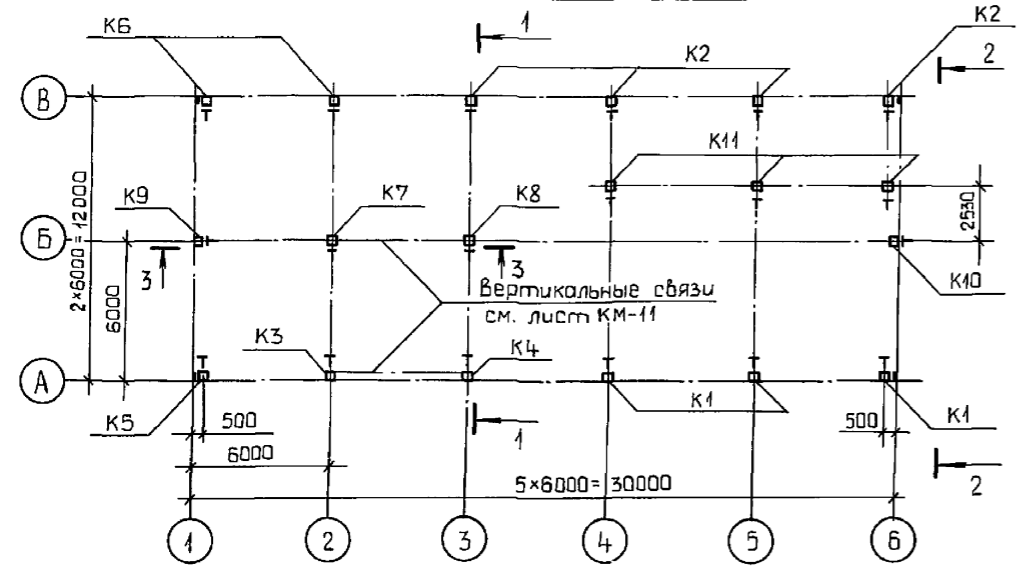 К6
1
К2
К2
2
В
К11
К9
К7
К8
Б
2×6000=12000
6000
3
3
2530
К10
Вертикальные связи
см. лист КМ-11
К3
К4
А
К5
500
К1
500
К1
6000
1
5×6000=30000
2
1
2
3
4
5
6